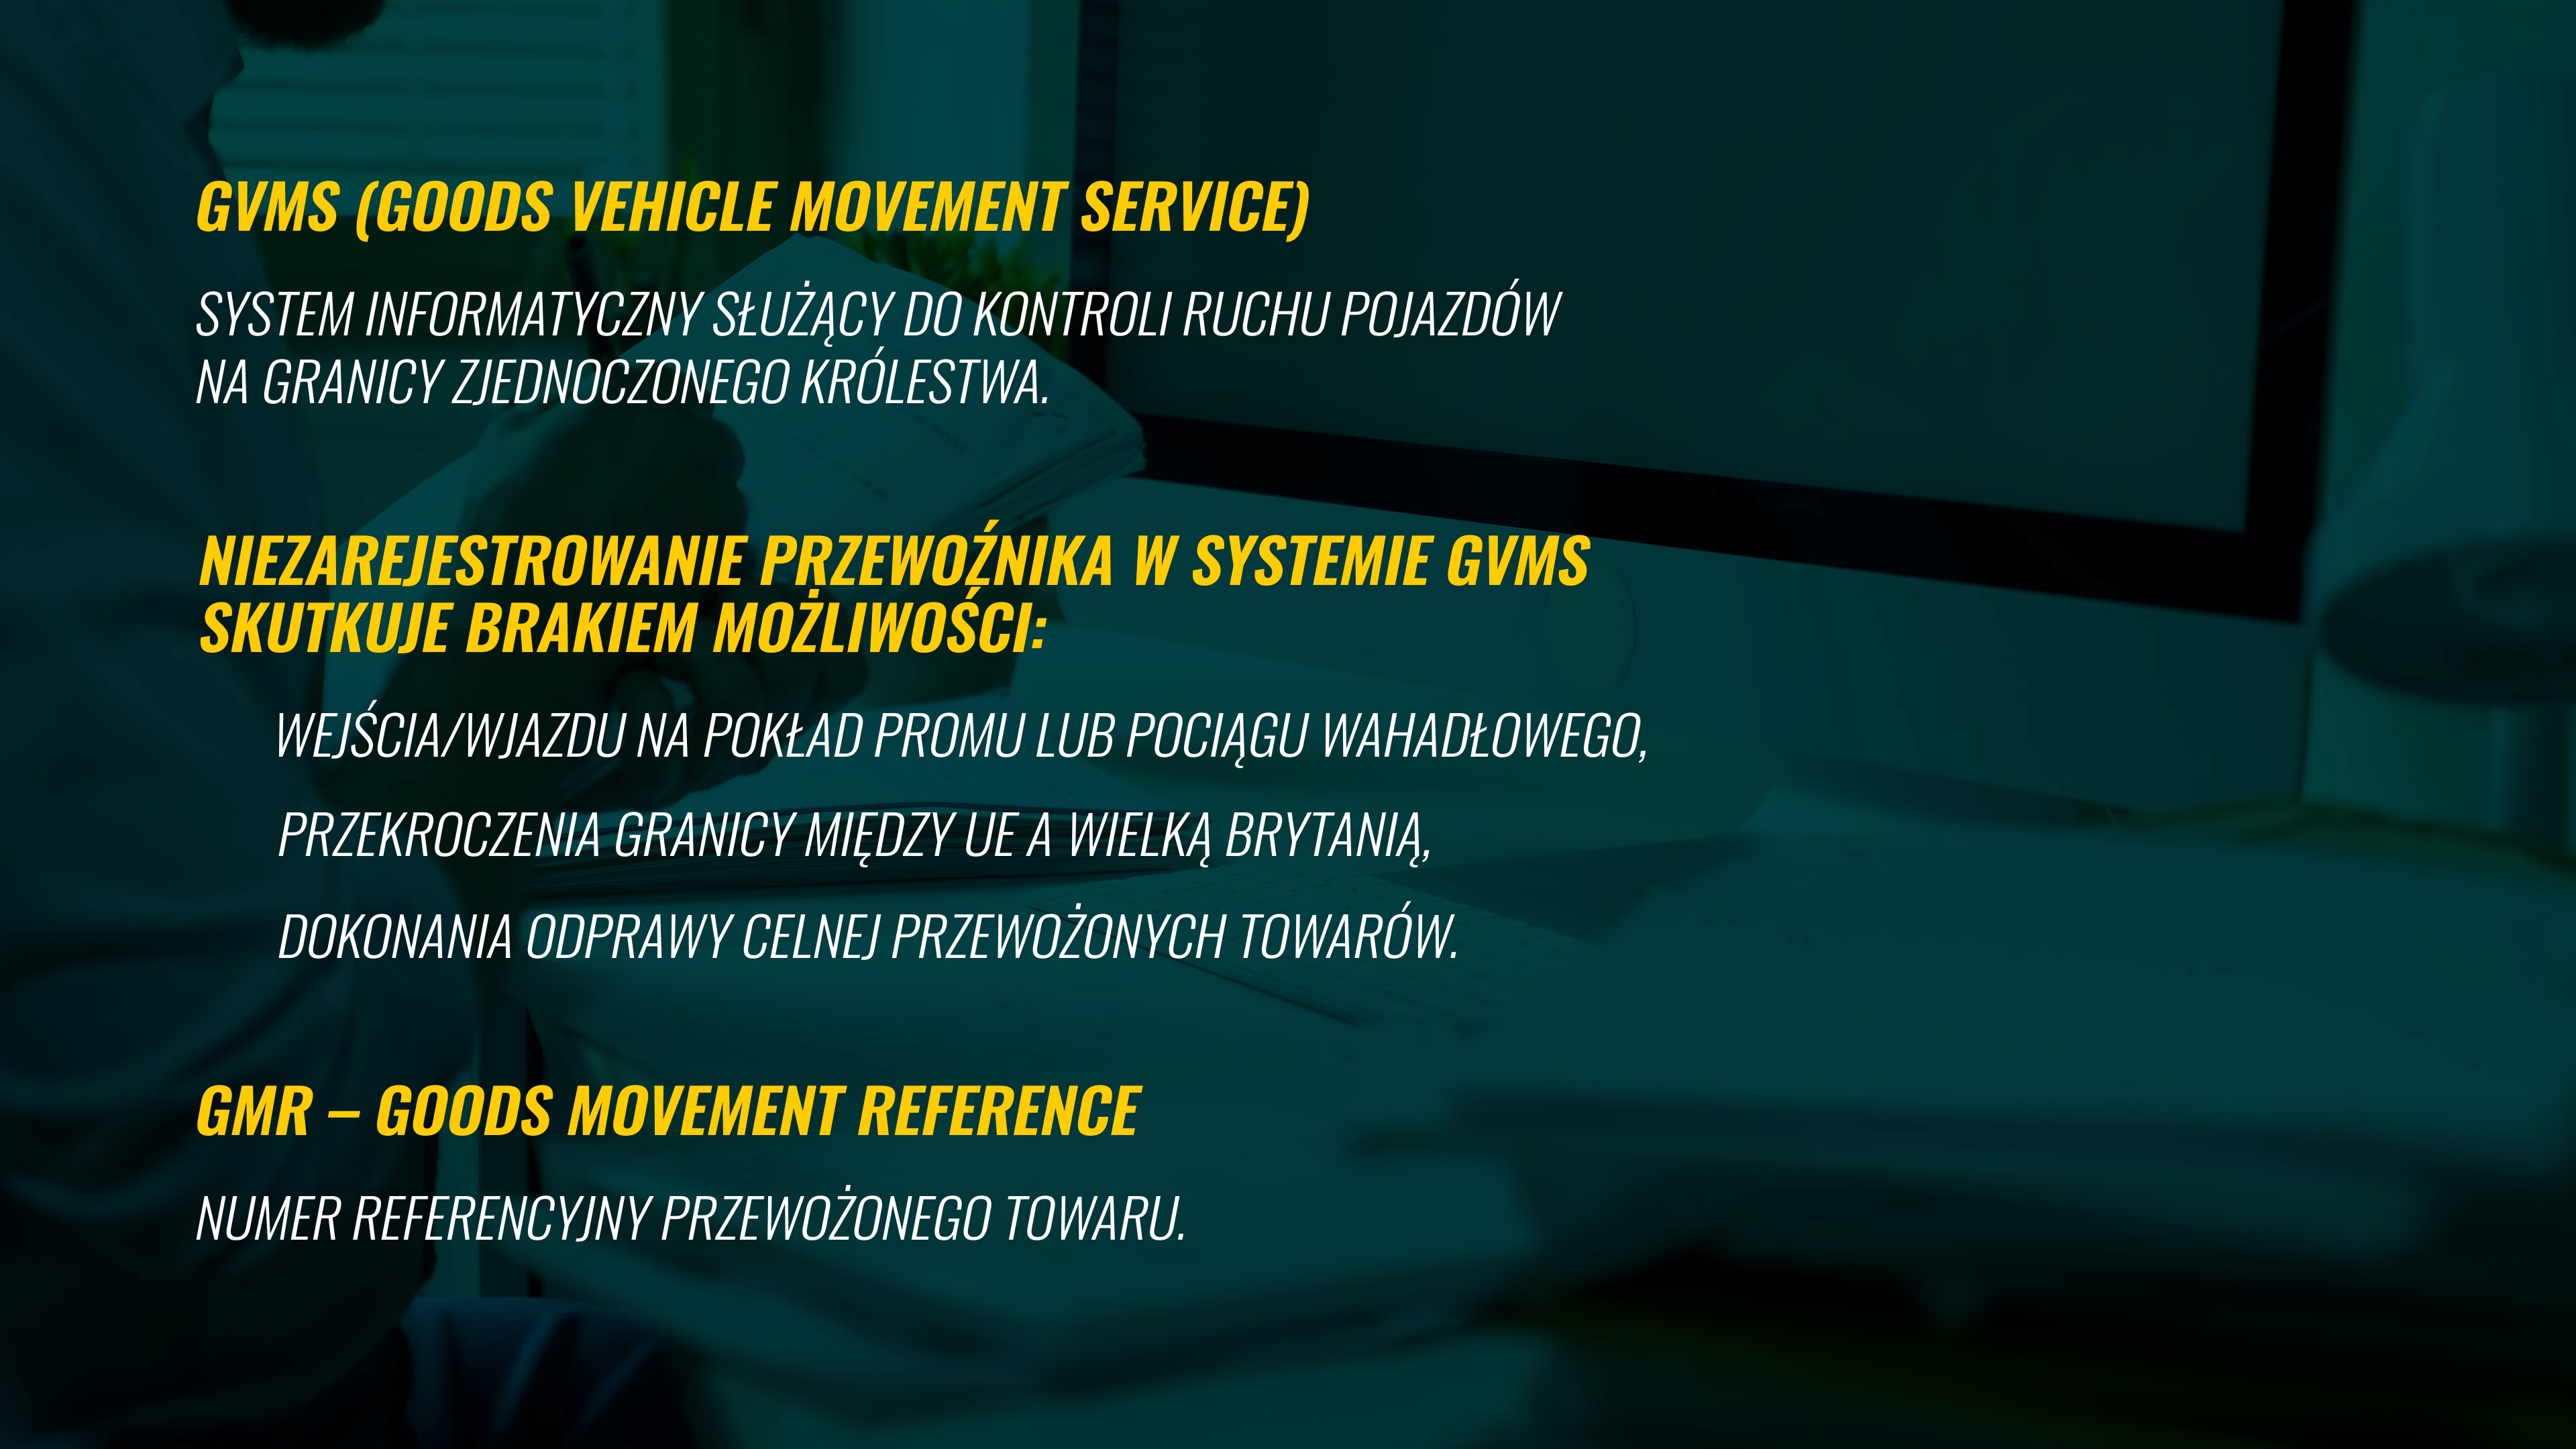 GVMS (GOODS VEHICLE MOVEMENT SERVICE)
SYSTEM INFORMATYCZNY SŁUŻĄCY DO KONTROLI RUCHU POJAZDÓW
NA GRANICY ZJEDNOCZONEGO KRÓLESTWA.
NIEZAREJESTROWANIE PRZEWOŹNIKA W SYSTEMIE GVMS
SKUTKUJE BRAKIEM MOŻLIWOŚCI:
WEJŚCIA/WJAZDU NA POKŁAD PROMU LUB POCIĄGU WAHADŁOWEGO,
PRZEKROCZENIA GRANICY MIĘDZY UE A WIELKĄ BRYTANIĄ,
DOKONANIA ODPRAWY CELNEJ PRZEWOŻONYCH TOWARÓW.
GMR – GOODS MOVEMENT REFERENCE
NUMER REFERENCYJNY PRZEWOŻONEGO TOWARU.